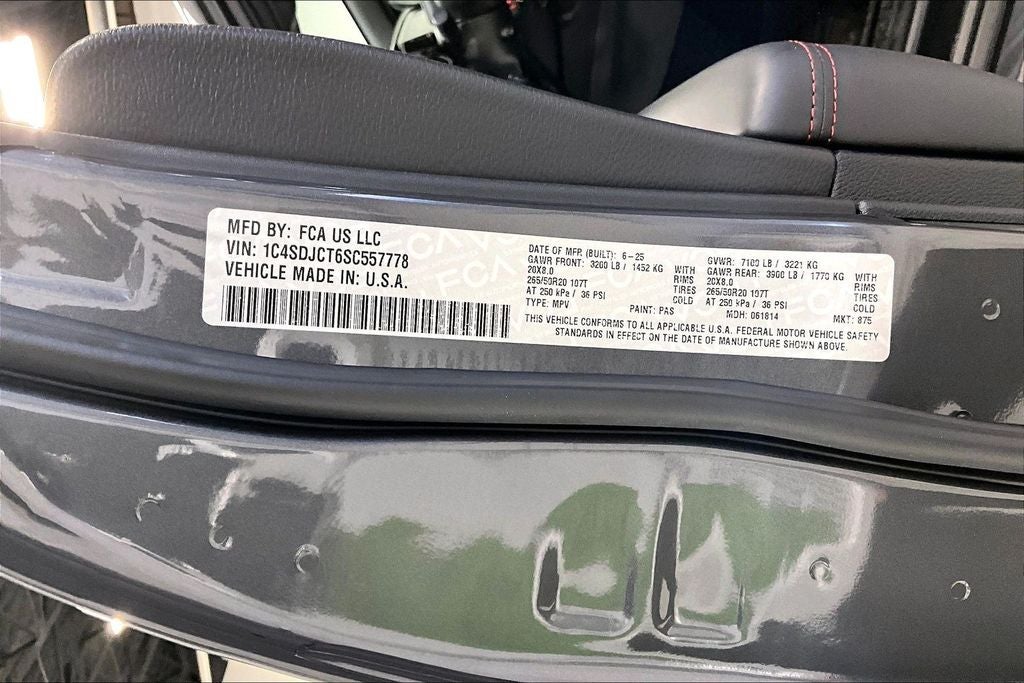 MFD BY: FCA US LLC
VIN: 1C4SDJCT6SC557778
VEHICLE MADE IN: U.S.A.
DATE OF MFR (BUILT): 6-25
GAWR FRONT: 3200 LB / 1452 KG WITH
20X8.0 RIMS
265/50R20 107T TIRES
AT 250 kPa / 36 PSI COLD
TYPE: MPV PAINT: PAS
GVWR: 7100 LB / 3221 KG
GAWR REAR: 3900 LB / 1770 KG WITH
20X8.0 RIMS
265/50R20 107T TIRES
AT 250 kPa / 36 PSI COLD
MDH: 061814 MKT: 875
THIS VEHICLE CONFORMS TO ALL APPLICABLE U.S.A. FEDERAL MOTOR VEHICLE SAFETY
STANDARDS IN EFFECT ON THE DATE OF MANUFACTURE SHOWN ABOVE.